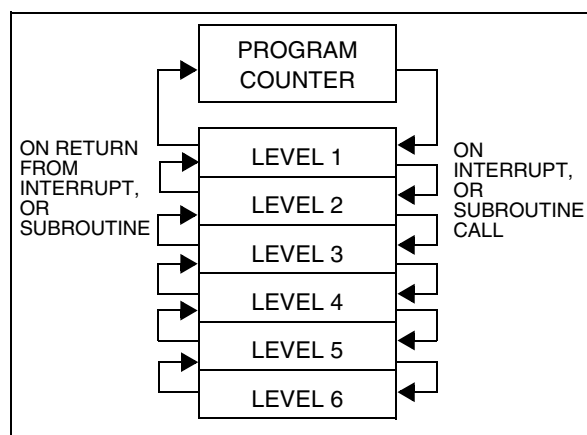 PROGRAM
COUNTER
ON RETURN
FROM
INTERRUPT,
OR
SUBROUTINE
LEVEL 1
LEVEL 2
LEVEL 3
LEVEL 4
LEVEL 5
LEVEL 6
ON
INTERRUPT,
OR
SUBROUTINE
CALL